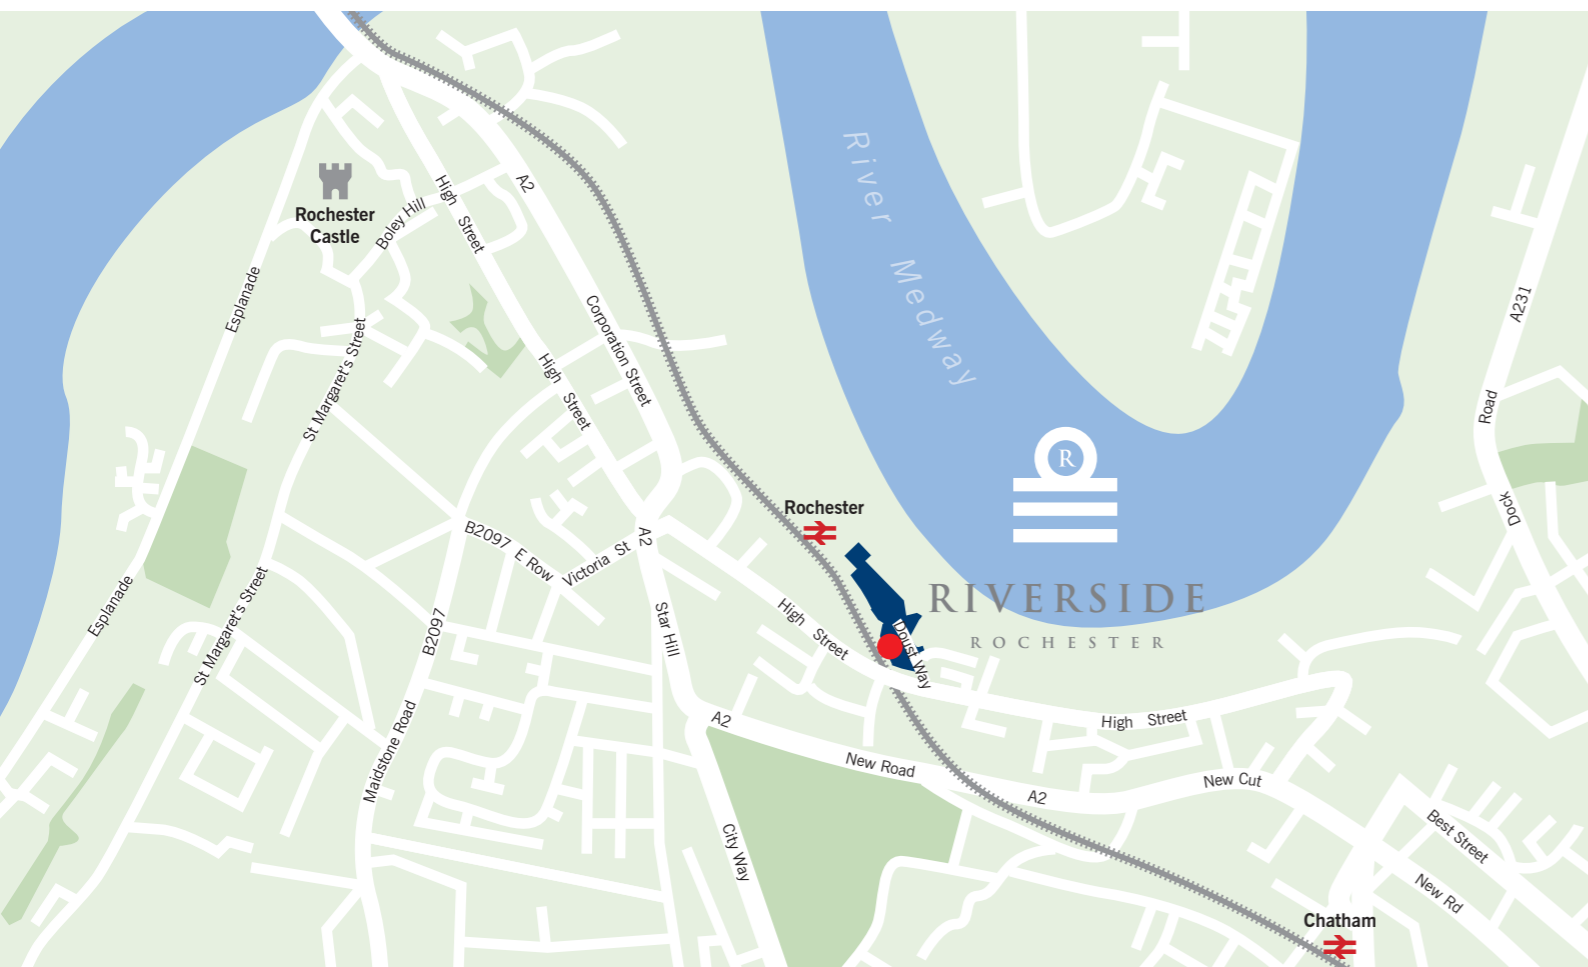 A2
High Street
Boley Hill
Rochester
Castle
River Medway
Esplanade
A231
Corporation Street
St Margaret's Street
High Street
Road
Rochester
R
Dock
B2097
E Row
Victoria St
A2
RIVERSIDE
ROCHESTER
Doust Way
High Street
Esplanade
St Margaret's Street
B2097
Star Hill
A2
High Street
Maidstone Road
New Road
A2
New Cut
City Way
Best Street
New Rd
Chatham